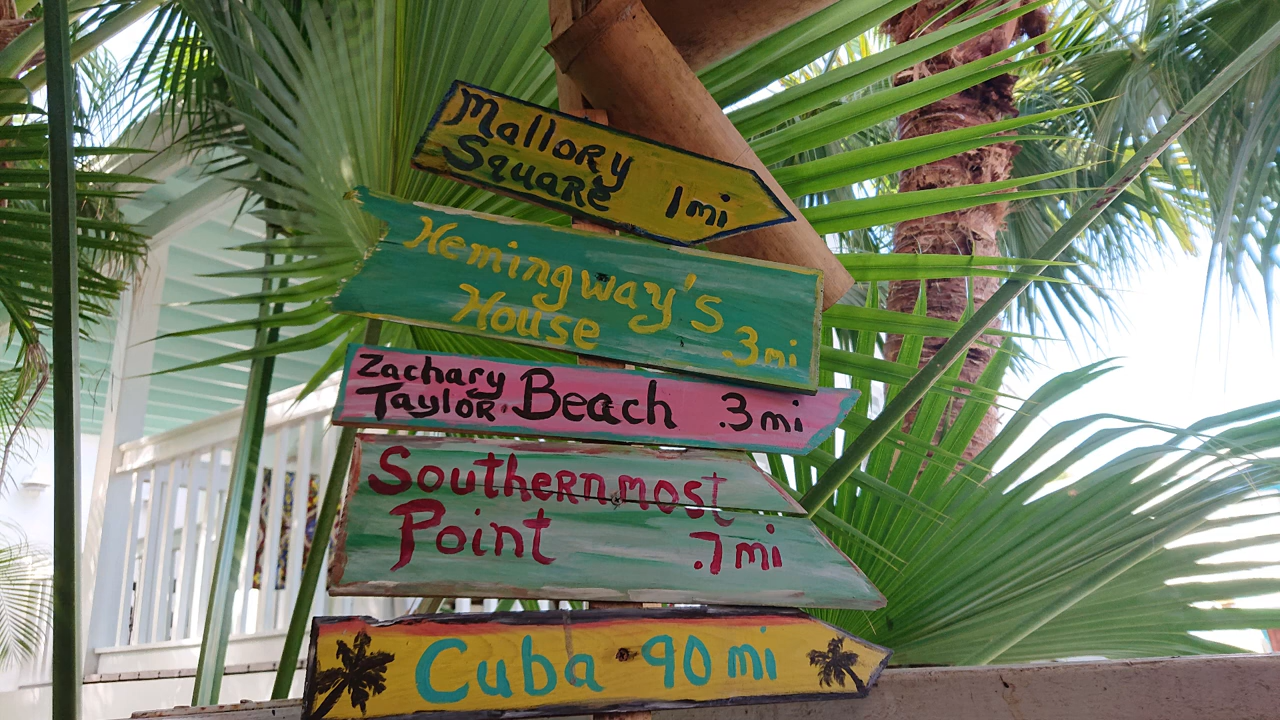 Mallory
Square 1mi
Hemingway's
House .3mi
Zachary
Taylor Beach .3mi
Southernmost
Point .7mi
Cuba 90mi